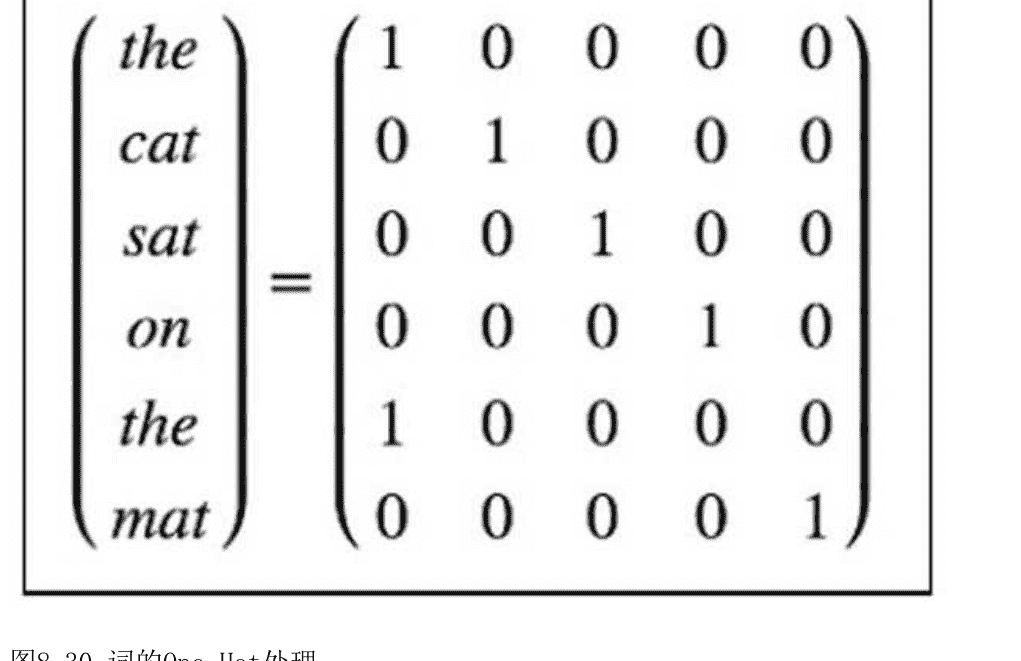 the 1 0 0 0 0
cat 0 1 0 0 0
sat 0 0 1 0 0
=
on 0 0 0 1 0
the 1 0 0 0 0
mat 0 0 0 0 1
图8-30 词的One-Hot处理